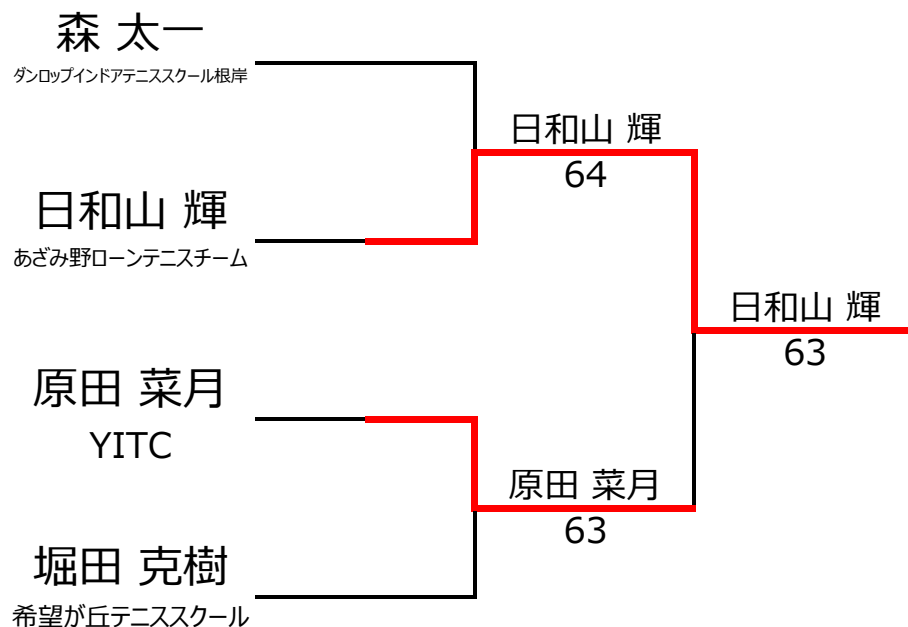 森 太一
ダンロップインドアテニススクール根岸
日和山 輝
64
日和山 輝
あざみ野ローンテニスチーム
日和山 輝
63
原田 菜月
YITC
原田 菜月
63
堀田 克樹
希望が丘テニススクール